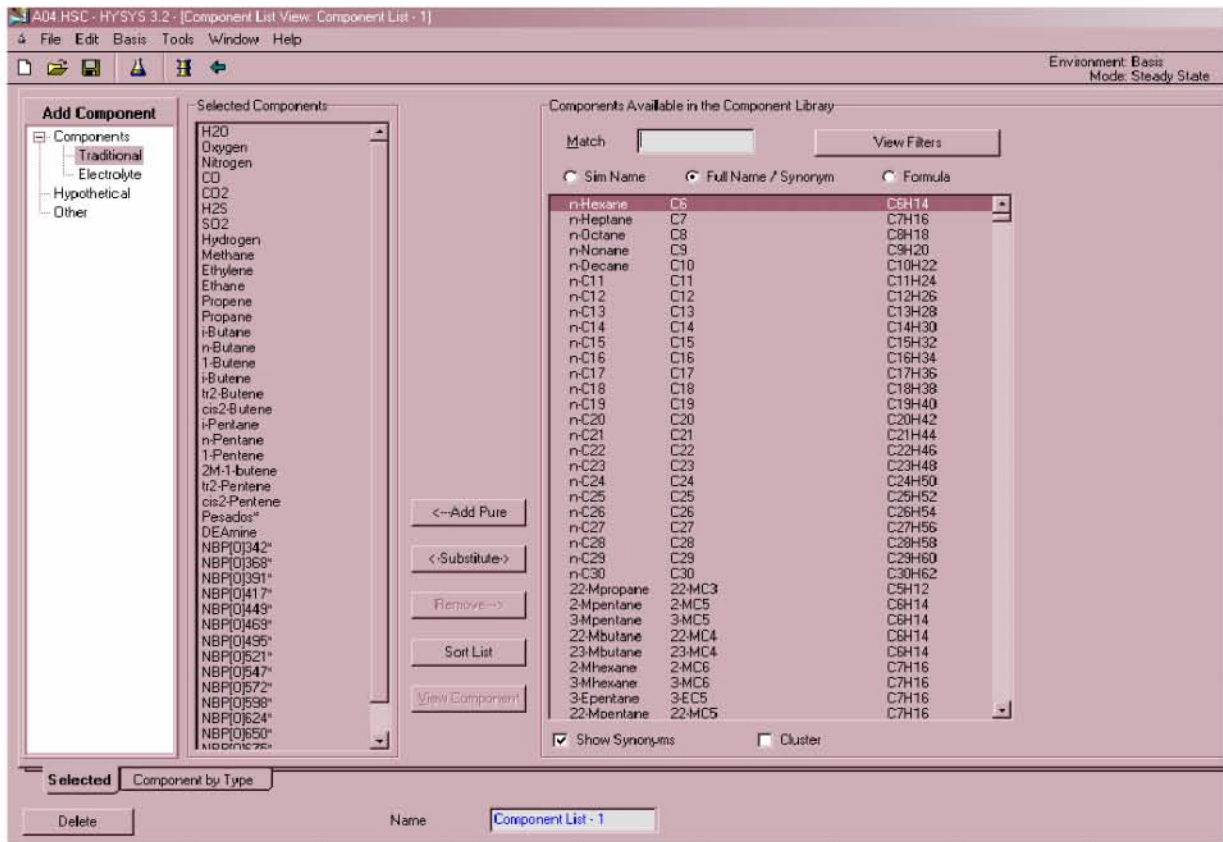 A04.HSC - HYSYS 3.2 - [Component List View: Component List - 1]
File Edit Basis Tools Window Help
Environment: Basis
Mode: Steady State
Add Component
Components
Traditional
Electrolyte
Hypothetical
Other
Selected Components
H2O
Oxygen
Nitrogen
CO
CO2
H2S
SO2
Hydrogen
Methane
Ethylene
Ethane
Propene
Propane
i-Butane
n-Butane
1-Butene
i-Butene
tr2-Butene
cis2-Butene
i-Pentane
n-Pentane
1-Pentene
2M-1-butene
tr2-Pentene
cis2-Pentene
Pesados*
DEAmine
NBP[0]342*
NBP[0]368*
NBP[0]391*
NBP[0]417*
NBP[0]449*
NBP[0]469*
NBP[0]495*
NBP[0]521*
NBP[0]547*
NBP[0]572*
NBP[0]598*
NBP[0]624*
NBP[0]650*
<---Add Pure
<-Substitute->
Remove--->
Sort List
View Component
Components Available in the Component Library
Match
View Filters
Sim Name Full Name / Synonym Formula
n-Hexane C6 C6H14
n-Heptane C7 C7H16
n-Octane C8 C8H18
n-Nonane C9 C9H20
n-Decane C10 C10H22
n-C11 C11 C11H24
n-C12 C12 C12H26
n-C13 C13 C13H28
n-C14 C14 C14H30
n-C15 C15 C15H32
n-C16 C16 C16H34
n-C17 C17 C17H36
n-C18 C18 C18H38
n-C19 C19 C19H40
n-C20 C20 C20H42
n-C21 C21 C21H44
n-C22 C22 C22H46
n-C23 C23 C23H48
n-C24 C24 C24H50
n-C25 C25 C25H52
n-C26 C26 C26H54
n-C27 C27 C27H56
n-C28 C28 C28H58
n-C29 C29 C29H60
n-C30 C30 C30H62
22-Mpropane 22-MC3 C5H12
2-Mpentane 2-MC5 C6H14
3-Mpentane 3-MC5 C6H14
22-Mbutane 22-MC4 C6H14
23-Mbutane 23-MC4 C6H14
2-Mhexane 2-MC6 C7H16
3-Mhexane 3-MC6 C7H16
3-Epentane 3-EC5 C7H16
22-Mpentane 22-MC5 C7H16
Show Synonyms Cluster
Selected Component by Type
Delete Name Component List - 1